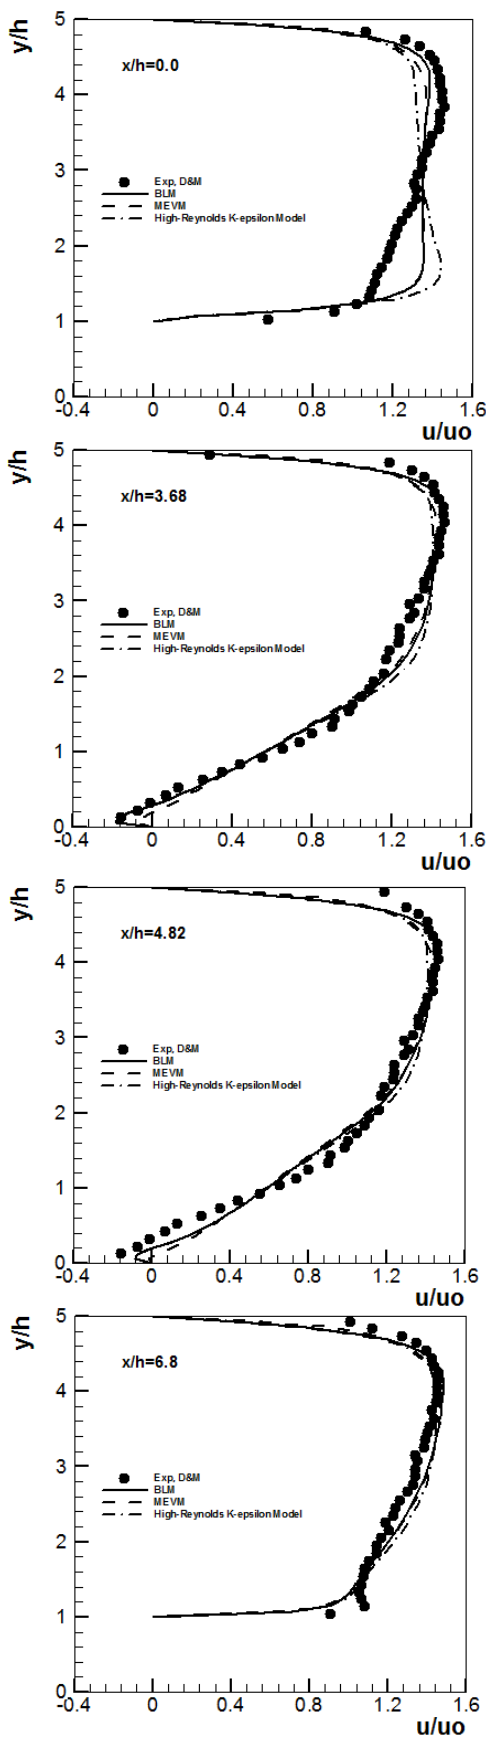 y/h
5
x/h=0.0
4
3
Exp, D&M
BLM
MEVM
High-Reynolds K-epsilon Model
2
1
0
-0.4 0 0.4 0.8 1.2 1.6
u/uo
y/h
5
x/h=3.68
4
3
Exp, D&M
BLM
MEVM
High-Reynolds K-epsilon Model
2
1
0
-0.4 0 0.4 0.8 1.2 1.6
u/uo
y/h
5
x/h=4.82
4
3
Exp, D&M
BLM
MEVM
High-Reynolds K-epsilon Model
2
1
0
-0.4 0 0.4 0.8 1.2 1.6
u/uo
y/h
5
x/h=6.8
4
3
Exp, D&M
BLM
MEVM
High-Reynolds K-epsilon Model
2
1
0
-0.4 0 0.4 0.8 1.2 1.6
u/uo